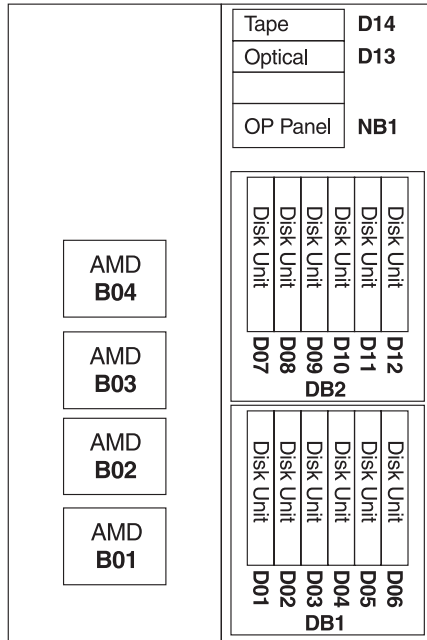 Tape D14
Optical D13
OP Panel NB1
AMD
B04
AMD
B03
AMD
B02
AMD
B01
Disk Unit
Disk Unit
Disk Unit
Disk Unit
Disk Unit
Disk Unit
D07
D08
D09
D10
D11
D12
DB2
Disk Unit
Disk Unit
Disk Unit
Disk Unit
Disk Unit
Disk Unit
D01
D02
D03
D04
D05
D06
DB1